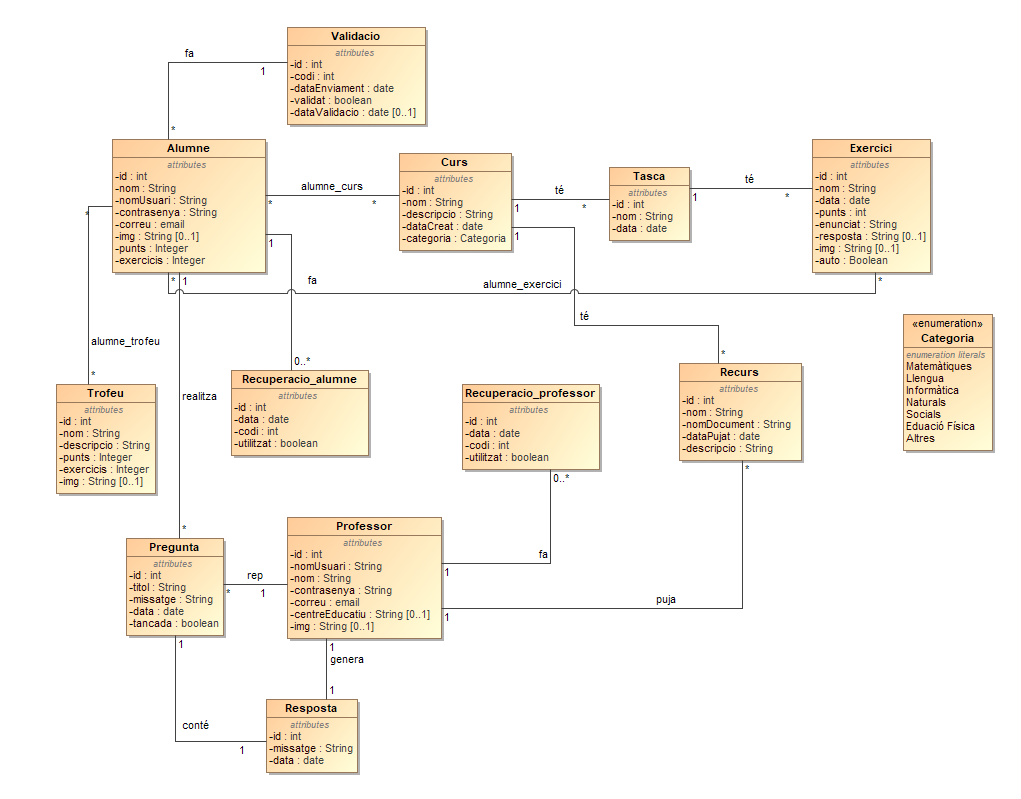 Validacio
attributes
-id : int
-codi : int
-dataEnviament : date
-validat : boolean
-dataValidacio : date [0..1]
fa
1
*
Alumne
attributes
-id : int
-nom : String
-nomUsuari : String
-contrasenya : String
-correu : email
-img : String [0..1]
-punts : Integer
-exercicis : Integer
alumne_curs
*
*
Curs
attributes
-id : int
-nom : String
-descripcio : String
-dataCreat : date
-categoria : Categoria
té
1
*
Tasca
attributes
-id : int
-nom : String
-data : date
té
1
*
Exercici
attributes
-id : int
-nom : String
-data : date
-punts : int
-enunciat : String
-resposta : String [0..1]
-img : String [0..1]
-auto : Boolean
*
1
1
fa
0..*
*
1
alumne_exercici
*
té
*
alumne_trofeu
*
realitza
*
«enumeration»
Categoria
enumeration literals
Matemàtiques
Llengua
Informàtica
Naturals
Socials
Eduació Física
Altres
Trofeu
attributes
-id : int
-nom : String
-descripcio : String
-punts : Integer
-exercicis : Integer
-img : String [0..1]
Recuperacio_alumne
attributes
-id : int
-data : date
-codi : int
-utilitzat : boolean
Recuperacio_professor
attributes
-id : int
-data : date
-codi : int
-utilitzat : boolean
0..*
Recurs
attributes
-id : int
-nom : String
-nomDocument : String
-dataPujat : date
-descripcio : String
*
Pregunta
attributes
-id : int
-titol : String
-missatge : String
-data : date
-tancada : boolean
rep
*
1
Professor
attributes
-id : int
-nomUsuari : String
-nom : String
-contrasenya : String
-correu : email
-centreEducatiu : String [0..1]
-img : String [0..1]
fa
1
puja
1
1
genera
1
1
conté
1
Resposta
attributes
-id : int
-missatge : String
-data : date